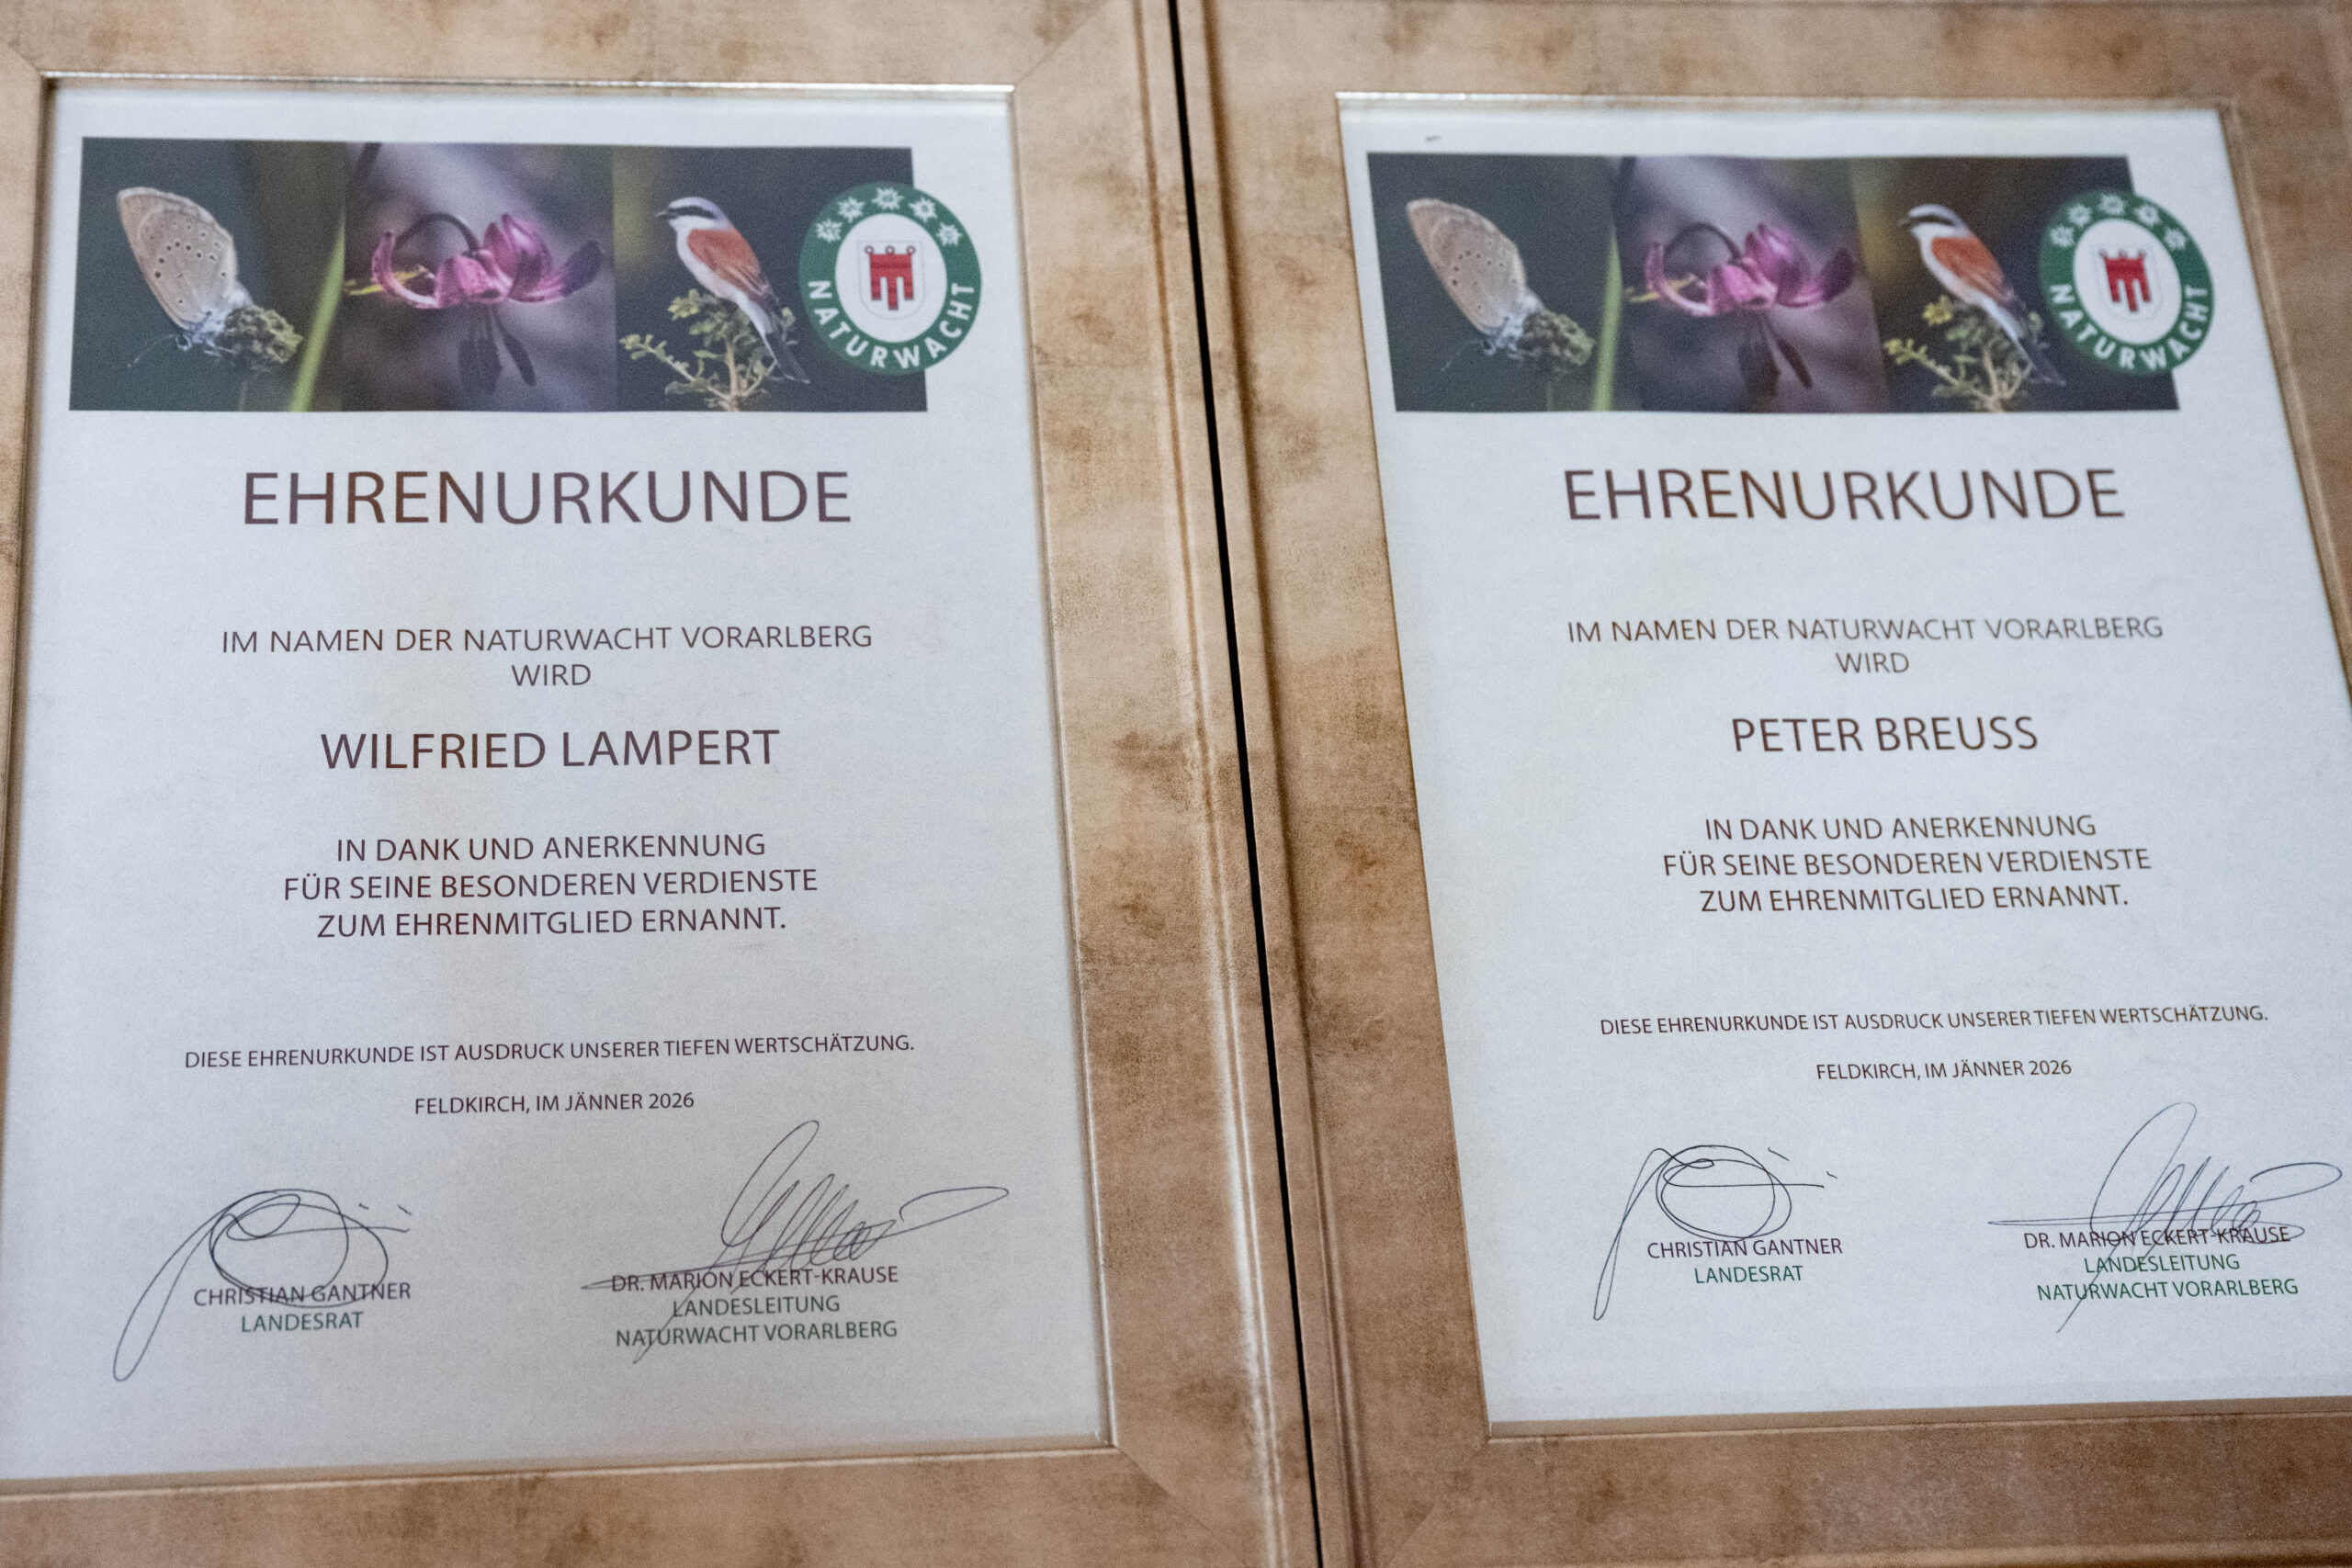 NATURWACHT
EHRENURKUNDE
IM NAMEN DER NATURWACHT VORARLBERG
WIRD
WILFRIED LAMPERT
IN DANK UND ANERKENNUNG
FÜR SEINE BESONDEREN VERDIENSTE
ZUM EHRENMITGLIED ERNANNT.
DIESE EHRENURKUNDE IST AUSDRUCK UNSERER TIEFEN WERTSCHÄTZUNG.
FELDKIRCH, IM JÄNNER 2026
CHRISTIAN GANTNER
LANDESRAT
DR. MARION ECKERT-KRAUSE
LANDESLEITUNG
NATURWACHT VORARLBERG
NATURWACHT
EHRENURKUNDE
IM NAMEN DER NATURWACHT VORARLBERG
WIRD
PETER BREUSS
IN DANK UND ANERKENNUNG
FÜR SEINE BESONDEREN VERDIENSTE
ZUM EHRENMITGLIED ERNANNT.
DIESE EHRENURKUNDE IST AUSDRUCK UNSERER TIEFEN WERTSCHÄTZUNG.
FELDKIRCH, IM JÄNNER 2026
CHRISTIAN GANTNER
LANDESRAT
DR. MARION ECKERT-KRAUSE
LANDESLEITUNG
NATURWACHT VORARLBERG